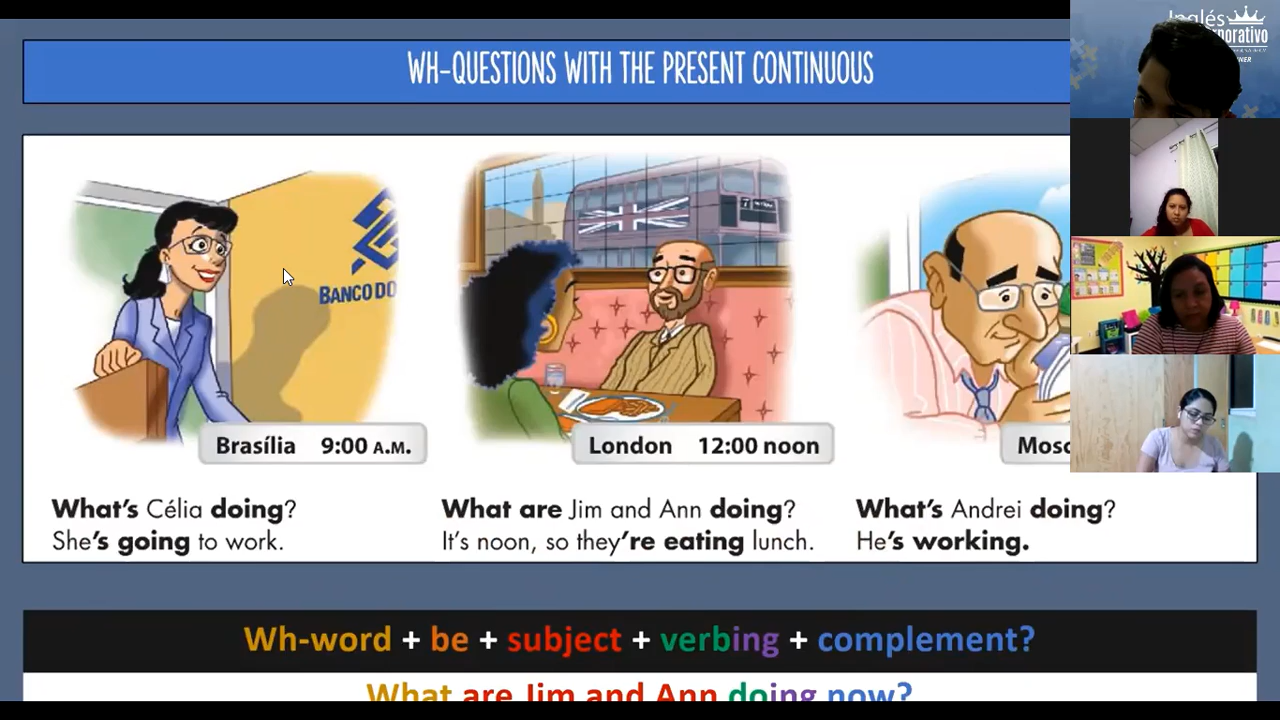 WH-QUESTIONS WITH THE PRESENT CONTINUOUS
Inglés
BANCO DO
Brasília 9:00 A.M.
London 12:00 noon
What's Célia doing?
She's going to work.
What are Jim and Ann doing?
It's noon, so they're eating lunch.
What's Andrei doing?
He's working.
Wh-word + be + subject + verbing + complement?
What are Jim and Ann doing now?